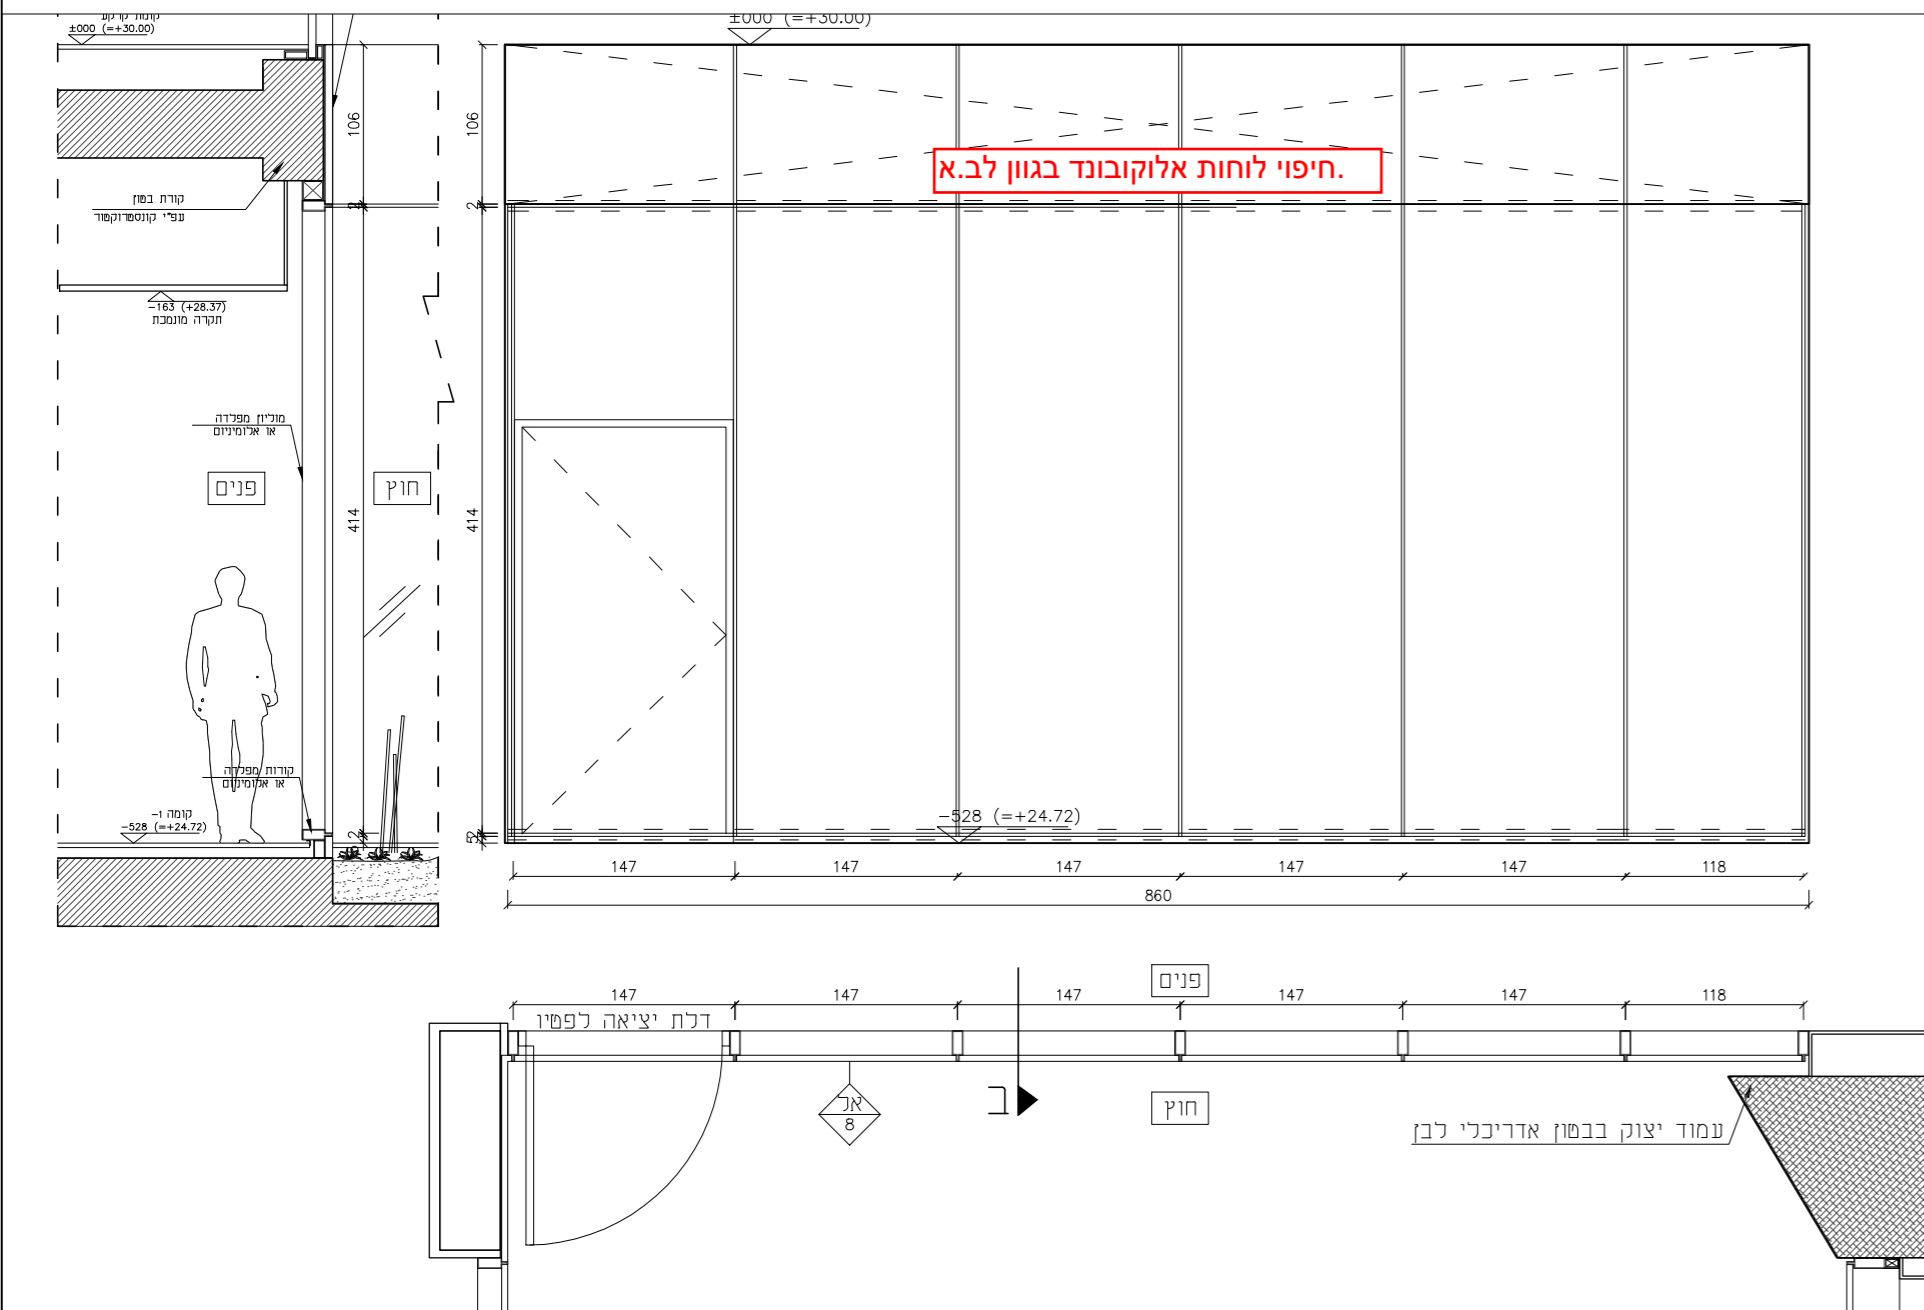 קומת קרקע
±000 (=+30.00)
±000 (=+30.00)
106
106
חיפוי לוחות אלוקובונד בגוון לב.א.
קורת בטון
עפ"י קונסטרוקטור
2
2
-163 (+28.37)
תקרה מונמכת
מוליון מפלדה
או אלומיניום
פנים
חוץ
414
414
קורות מפלדה
או אלומיניום
קומה 1-
-528 (=+24.72)
2
52
-528 (=+24.72)
147
147
147
147
147
118
860
פנים
147
147
147
147
147
118
דלת יציאה לפטיו
אל
8
ב
חוץ
עמוד יצוק בבטון אדריכלי לבן